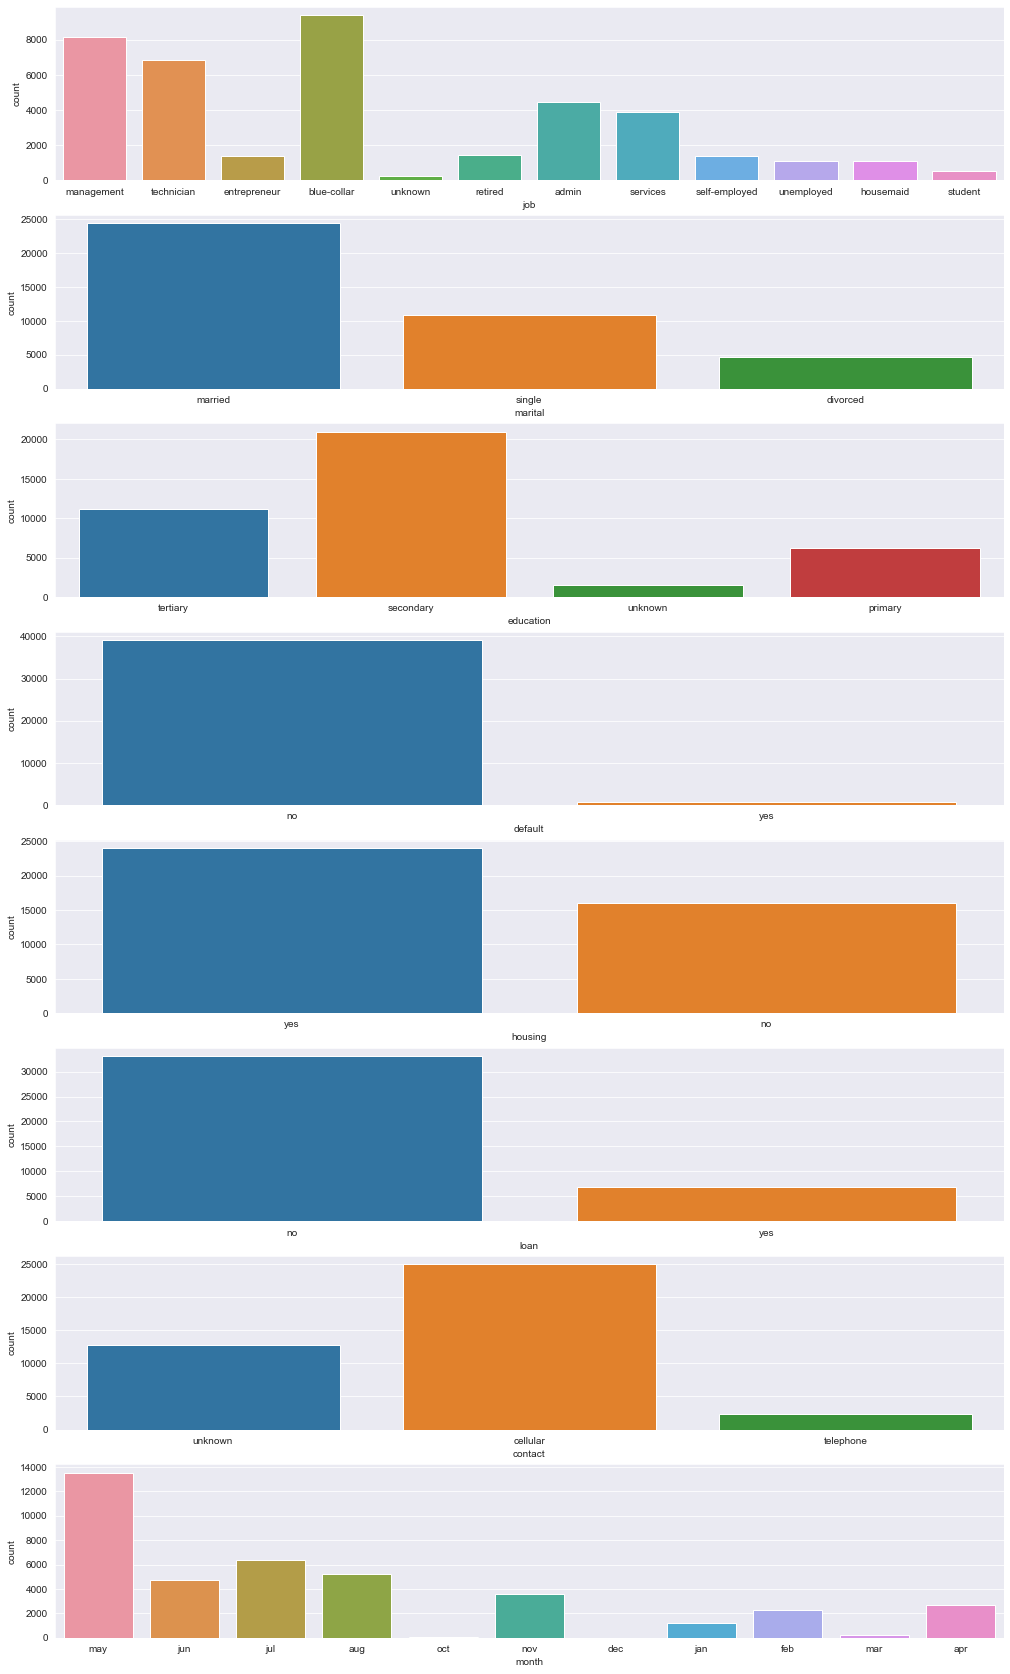 8000
6000
4000
2000
0
count
management technician entrepreneur blue-collar unknown retired admin services self-employed unemployed housemaid student
job
25000
20000
15000
10000
5000
0
count
married single divorced
marital
20000
15000
10000
5000
0
count
tertiary secondary unknown primary
education
40000
30000
20000
10000
0
count
no yes
default
25000
20000
15000
10000
5000
0
count
yes no
housing
30000
25000
20000
15000
10000
5000
0
count
no yes
loan
25000
20000
15000
10000
5000
0
count
unknown cellular telephone
contact
14000
12000
10000
8000
6000
4000
2000
0
count
may jun jul aug oct nov dec jan feb mar apr
month